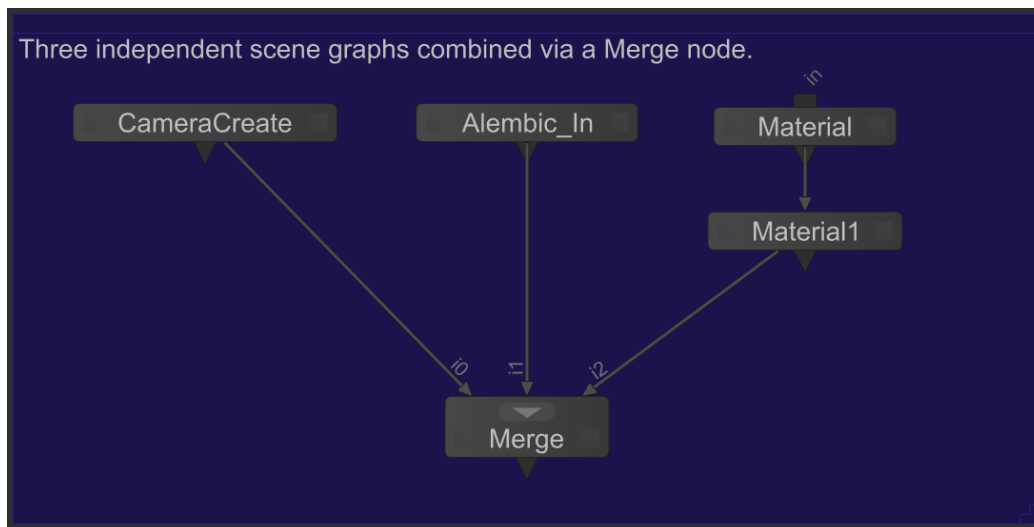 Three independent scene graphs combined via a Merge node.
in
CameraCreate
Alembic_In
Material
Material1
i0
i1
i2
Merge